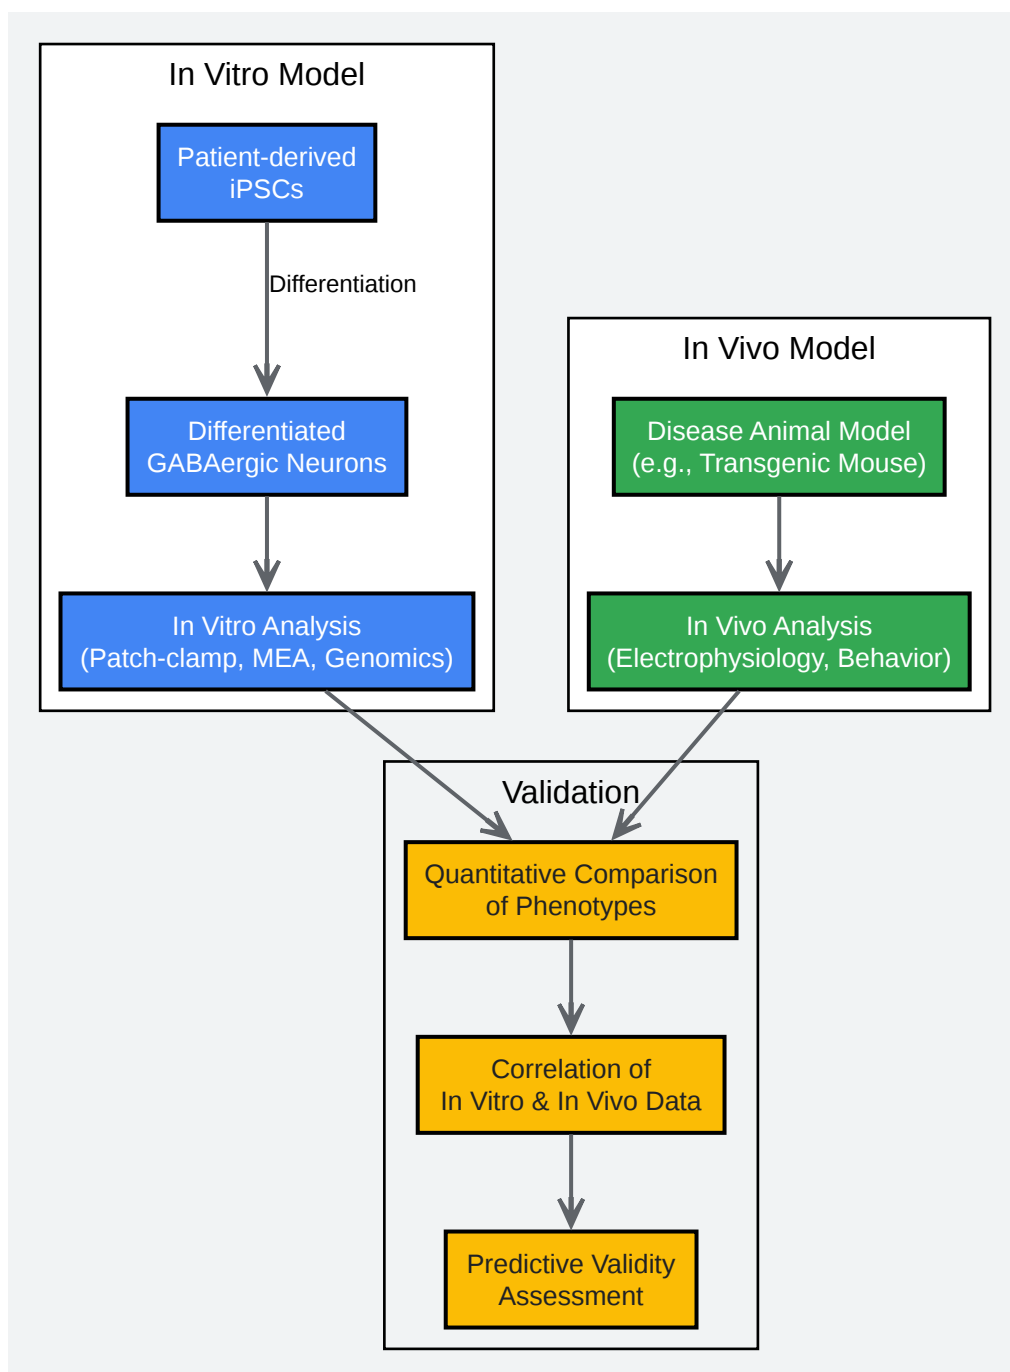 In Vitro Model
Patient-derived
iPSCs
Differentiation
Differentiated
GABAergic Neurons
In Vitro Analysis
(Patch-clamp, MEA, Genomics)
In Vivo Model
Disease Animal Model
(e.g., Transgenic Mouse)
In Vivo Analysis
(Electrophysiology, Behavior)
Validation
Quantitative Comparison
of Phenotypes
Correlation of
In Vitro & In Vivo Data
Predictive Validity
Assessment